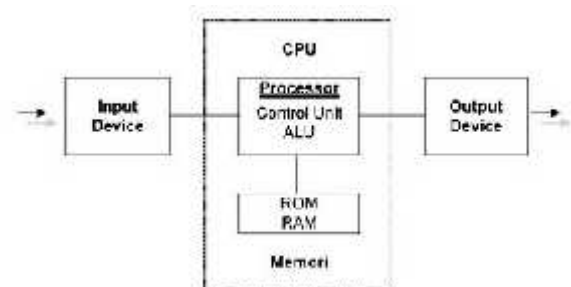 CPU
Input
Device
Processor
Control Unit
ALU
Output
Device
ROM
RAM
Memori